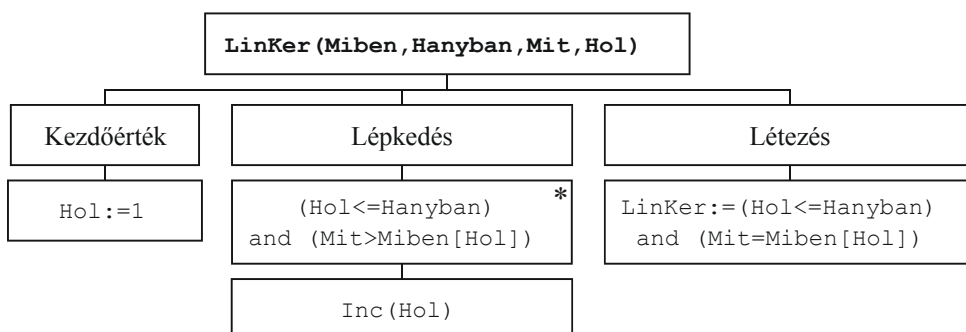 LinKer(Miben,Hanyban,Mit,Hol)
Kezdőérték
Lépkedés
Létezés
Hol:=1
*
(Hol<=Hanyban)
and (Mit>Miben[Hol])
LinKer:=(Hol<=Hanyban)
and (Mit=Miben[Hol])
Inc(Hol)